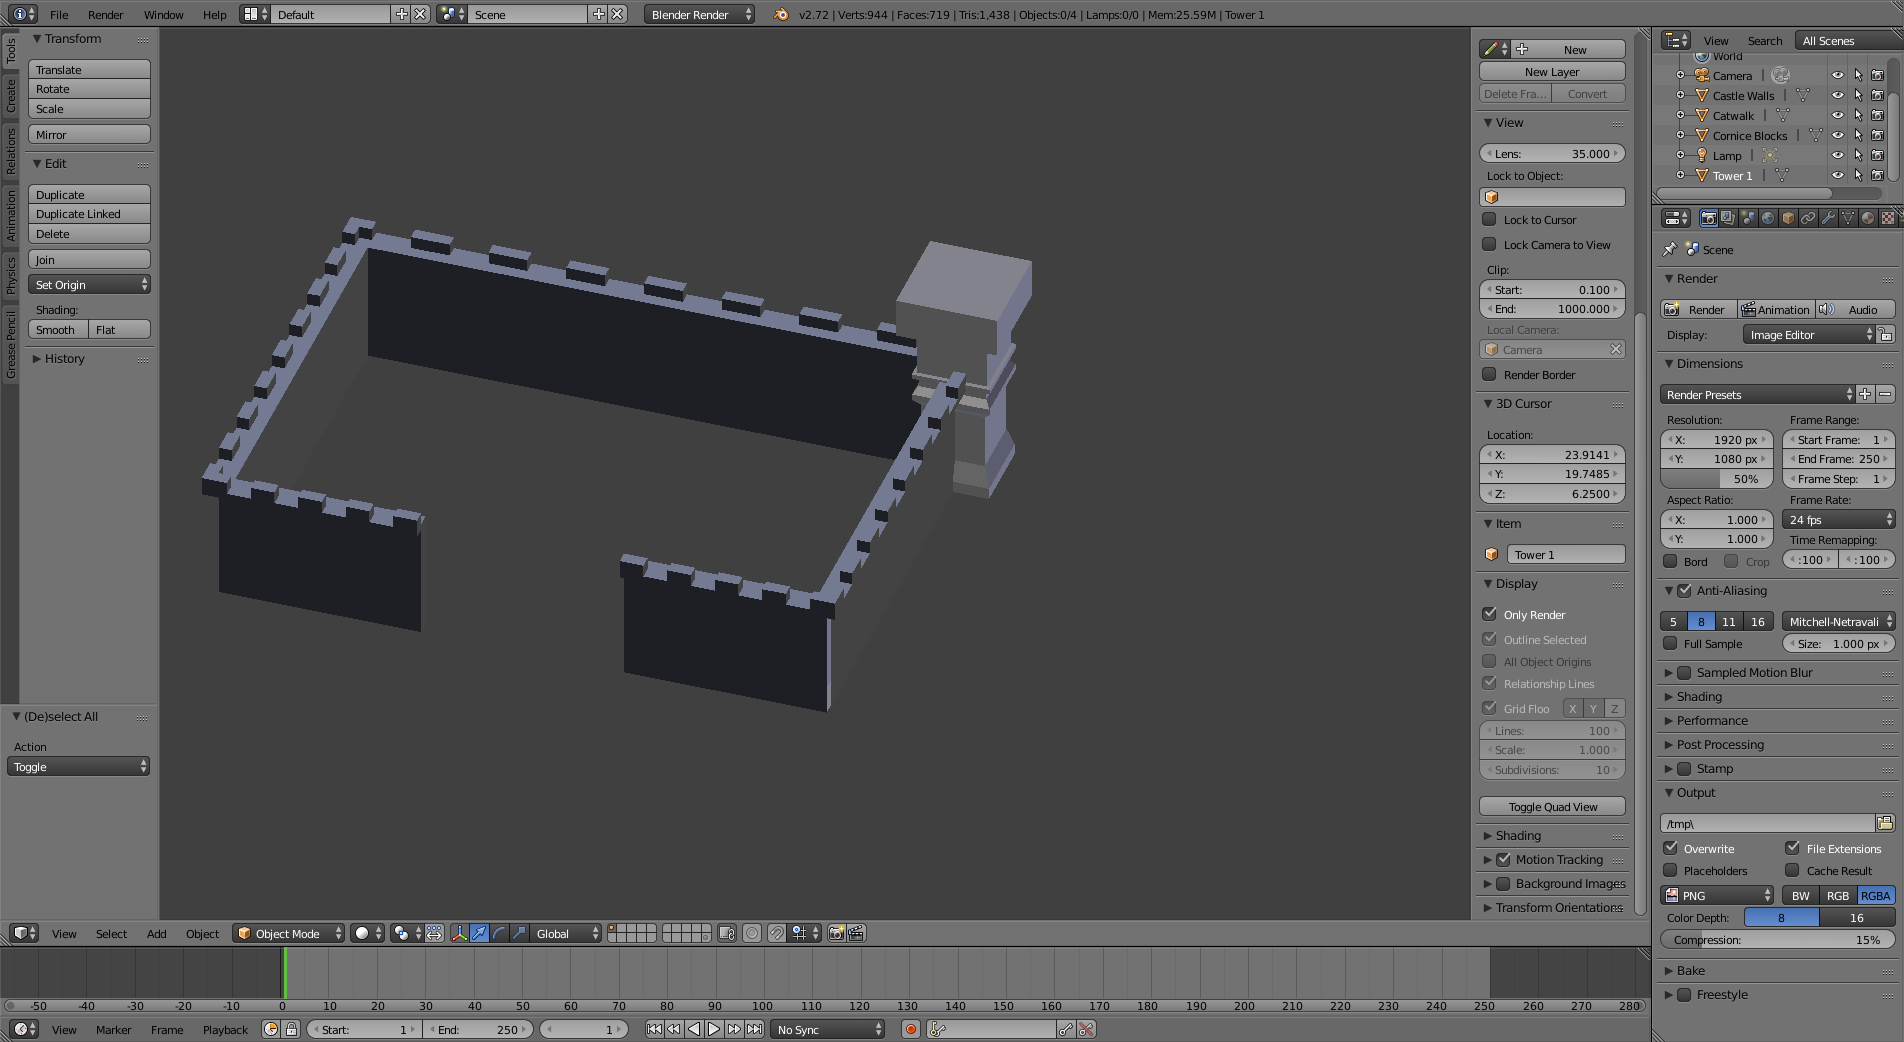 File Render Window Help Default Scene Blender Render v2.72 | Verts:944 | Faces:719 | Tris:1,438 | Objects:0/4 | Lamps:0/0 | Mem:25.59M | Tower 1
Tools
Create
Relations
Animation
Physics
Grease Pencil
Transform
Translate
Rotate
Scale
Mirror
Edit
Duplicate
Duplicate Linked
Delete
Join
Set Origin
Shading:
Smooth Flat
History
(De)select All
Action
Toggle
New
New Layer
Delete Fra... Convert
View
Lens: 35.000
Lock to Object:
Lock to Cursor
Lock Camera to View
Clip:
Start: 0.100
End: 1000.000
Local Camera:
Camera
Render Border
3D Cursor
Location:
X: 23.9141
Y: 19.7485
Z: 6.2500
Item
Tower 1
Display
Only Render
Outline Selected
All Object Origins
Relationship Lines
Grid Floo X Y Z
Lines: 100
Scale: 1.000
Subdivisions: 10
Toggle Quad View
Shading
Motion Tracking
Background Images
Transform Orientations
View Search All Scenes
World
Camera
Castle Walls
Catwalk
Cornice Blocks
Lamp
Tower 1
Scene
Render
Render Animation Audio
Display: Image Editor
Dimensions
Render Presets
Resolution: Frame Range:
X: 1920 px Start Frame: 1
Y: 1080 px End Frame: 250
50% Frame Step: 1
Aspect Ratio: Frame Rate:
X: 1.000 24 fps
Y: 1.000 Time Remapping:
Bord Crop :100 :100
Anti-Aliasing
5 8 11 16 Mitchell-Netravali
Full Sample Size: 1.000 px
Sampled Motion Blur
Shading
Performance
Post Processing
Stamp
Output
/tmp\
Overwrite File Extensions
Placeholders Cache Result
PNG BW RGB RGBA
Color Depth: 8 16
Compression: 15%
Bake
Freestyle
View Select Add Object Object Mode Global
-50 -40 -30 -20 -10 0 10 20 30 40 50 60 70 80 90 100 110 120 130 140 150 160 170 180 190 200 210 220 230 240 250 260 270 280
View Marker Frame Playback Start: 1 End: 250 1 No Sync